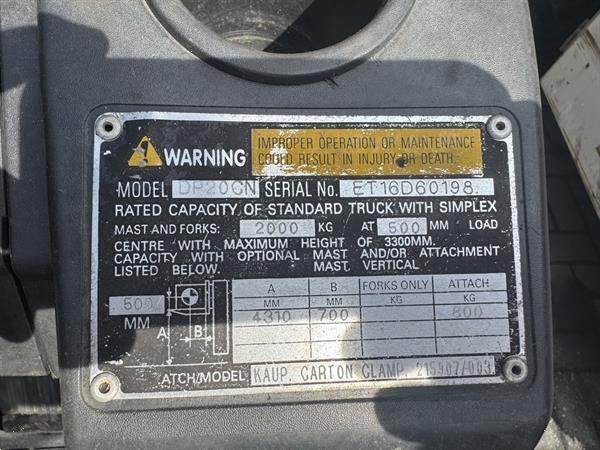 WARNING
IMPROPER OPERATION OR MAINTENANCE
COULD RESULT IN INJURY OR DEATH.
MODEL DP20CN SERIAL No. ET16D60198.
RATED CAPACITY OF STANDARD TRUCK WITH SIMPLEX
MAST AND FORKS: 2000 KG AT 500 MM LOAD
CENTRE WITH MAXIMUM HEIGHT OF 3300MM.
CAPACITY WITH OPTIONAL MAST AND/OR ATTACHMENT
LISTED BELOW. MAST. VERTICAL
A B FORKS ONLY ATTACH
MM MM KG KG
500 4310 700 800
MM
A B
ATCH/MODEL KAUP. CARTON CLAMP. 215907/003.